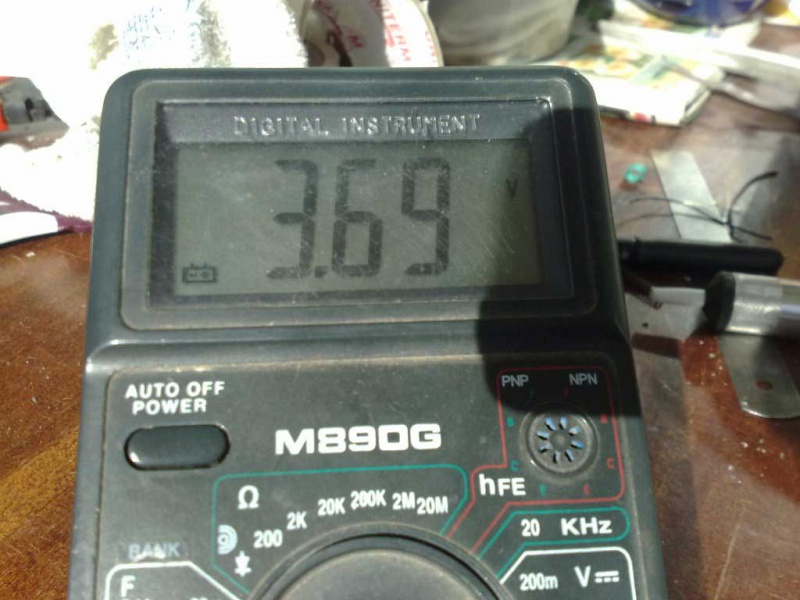 DIGITAL INSTRUMENT
3.69 V
AUTO OFF
POWER
M890G
PNP NPN
hFE
Ω
200 2K 20K 200K 2M 20M
20 KHz
200m V
BANK
F